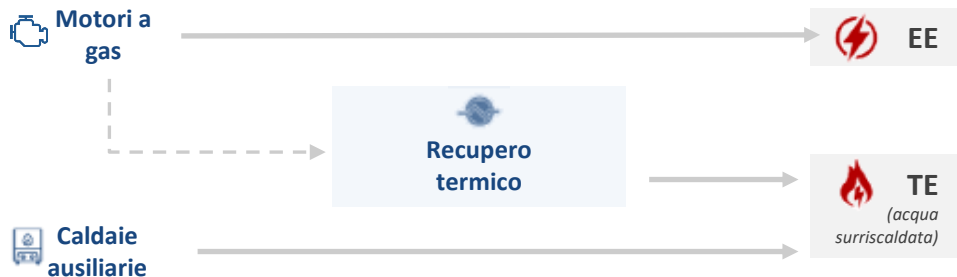 Motori a
gas
EE
Recupero
termico
TE
(acqua
surriscaldata)
Caldaie
ausiliarie